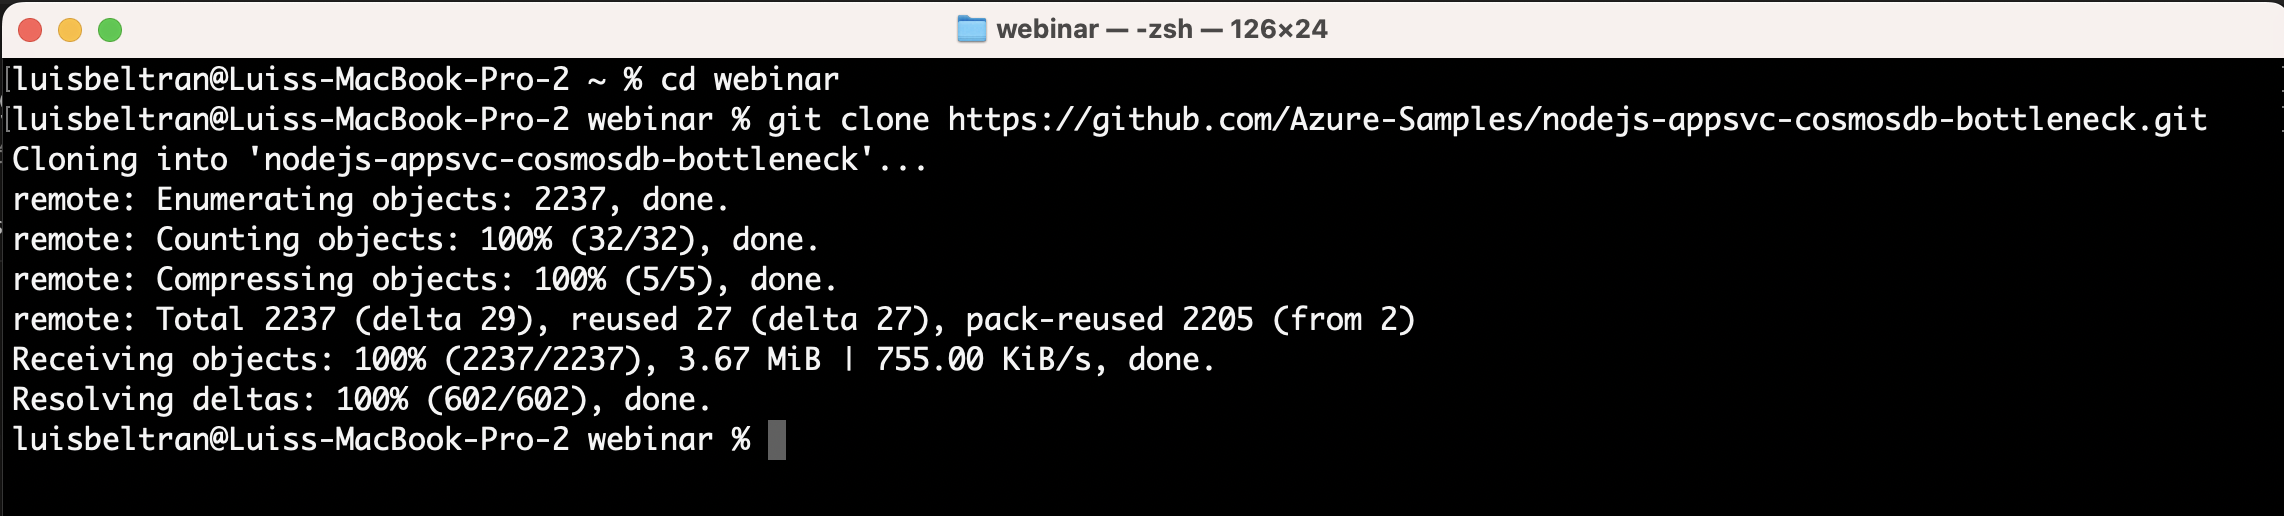 webinar — -zsh — 126×24
luisbeltran@Luiss-MacBook-Pro-2 ~ % cd webinar
luisbeltran@Luiss-MacBook-Pro-2 webinar % git clone https://github.com/Azure-Samples/nodejs-appsvc-cosmosdb-bottleneck.git
Cloning into 'nodejs-appsvc-cosmosdb-bottleneck'...
remote: Enumerating objects: 2237, done.
remote: Counting objects: 100% (32/32), done.
remote: Compressing objects: 100% (5/5), done.
remote: Total 2237 (delta 29), reused 27 (delta 27), pack-reused 2205 (from 2)
Receiving objects: 100% (2237/2237), 3.67 MiB | 755.00 KiB/s, done.
Resolving deltas: 100% (602/602), done.
luisbeltran@Luiss-MacBook-Pro-2 webinar %